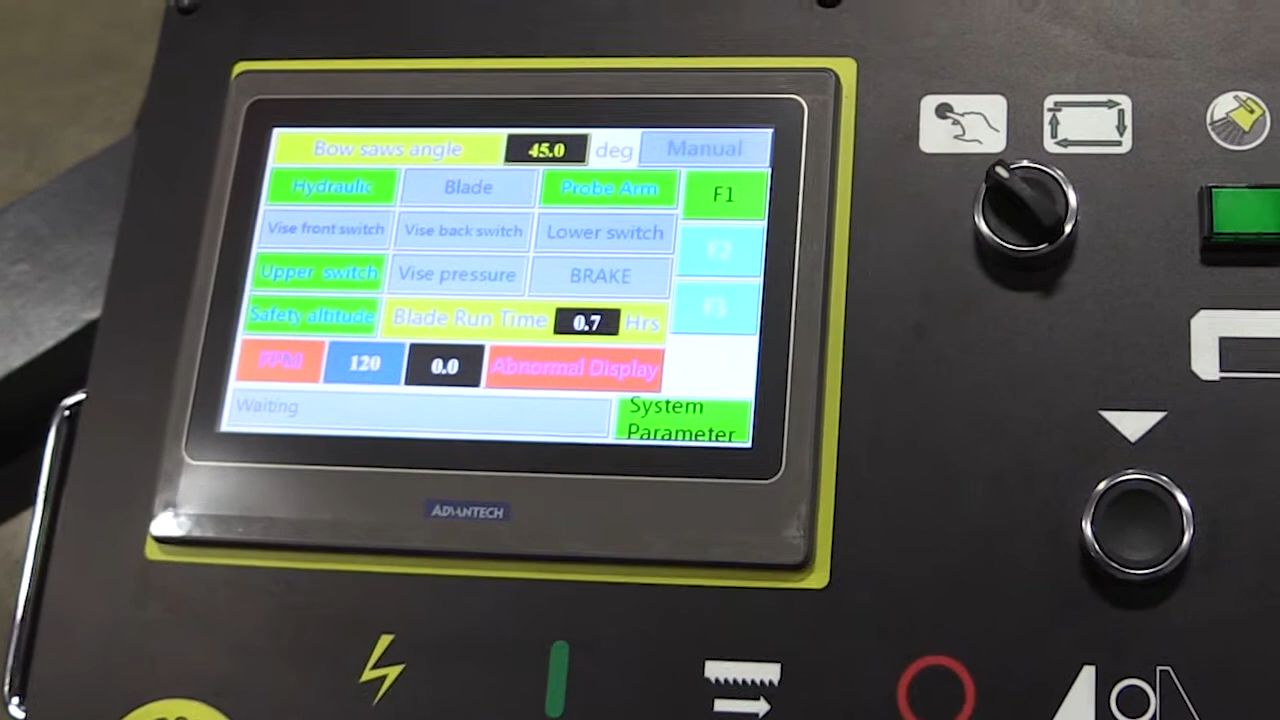 Bow saws angle 45.0 deg Manual
Hydraulic Blade Probe Arm F1
Vise front switch Vise back switch Lower switch F2
Upper switch Vise pressure BRAKE
Safety altitude Blade Run Time 0.7 Hrs F3
120 0.0 Abnormal Display
Waiting
System
Parameter
ADVANTECH